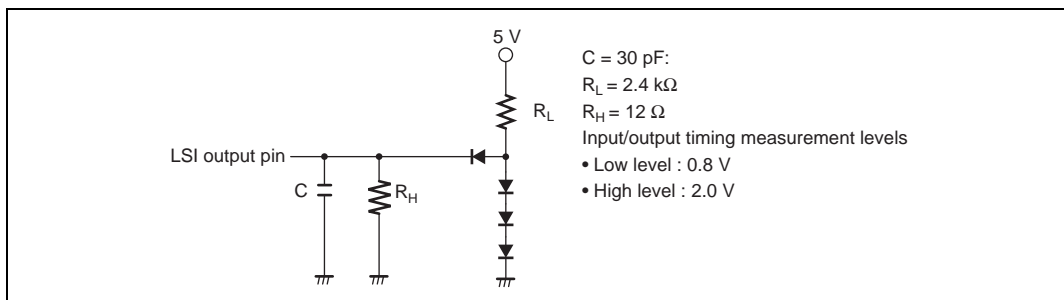 5 V
C = 30 pF:
R_L = 2.4 kΩ
R_H = 12 Ω
Input/output timing measurement levels
• Low level : 0.8 V
• High level : 2.0 V
R_L
LSI output pin
C
R_H